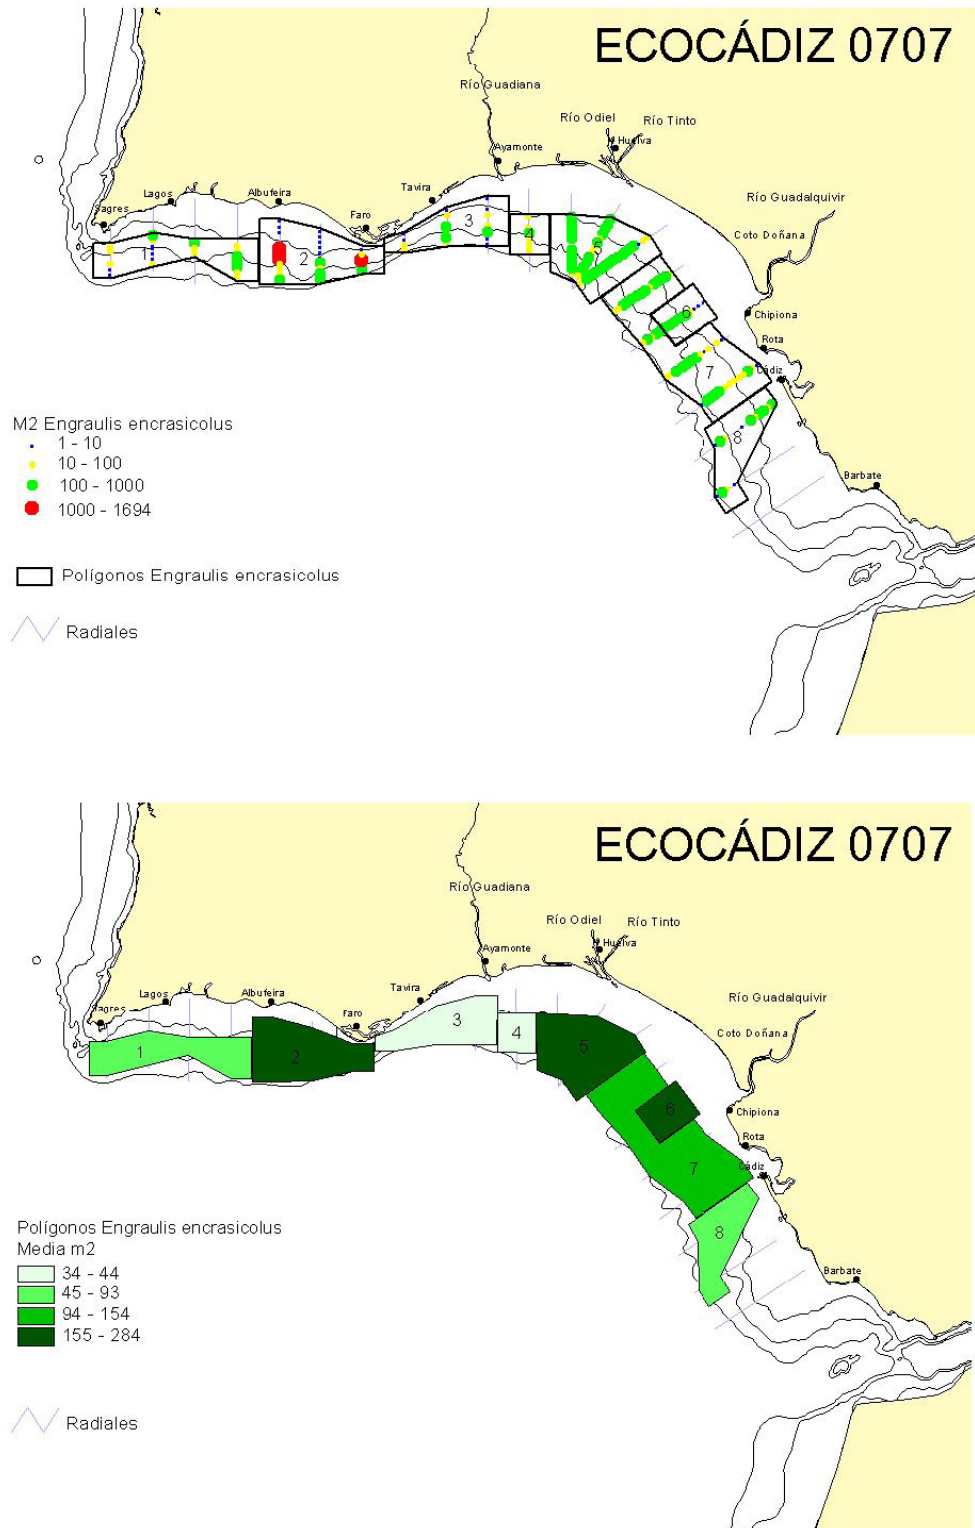 ECOCÁDIZ 0707
Río Guadiana
Río Odiel
Río Tinto
Huelva
Ayamonte
Tavira
Lagos
Albufeira
Sagres
Faro
Río Guadalquivir
Coto Doñana
Chipiona
Rota
Cádiz
Barbate
1
2
3
4
5
6
7
8
M2 Engraulis encrasicolus
1 - 10
10 - 100
100 - 1000
1000 - 1694
Polígonos Engraulis encrasicolus
Radiales
ECOCÁDIZ 0707
Río Guadiana
Río Odiel
Río Tinto
Huelva
Ayamonte
Tavira
Lagos
Albufeira
Sagres
Faro
Río Guadalquivir
Coto Doñana
Chipiona
Rota
Cádiz
Barbate
1
2
3
4
5
6
7
8
Polígonos Engraulis encrasicolus
Media m2
34 - 44
45 - 93
94 - 154
155 - 284
Radiales